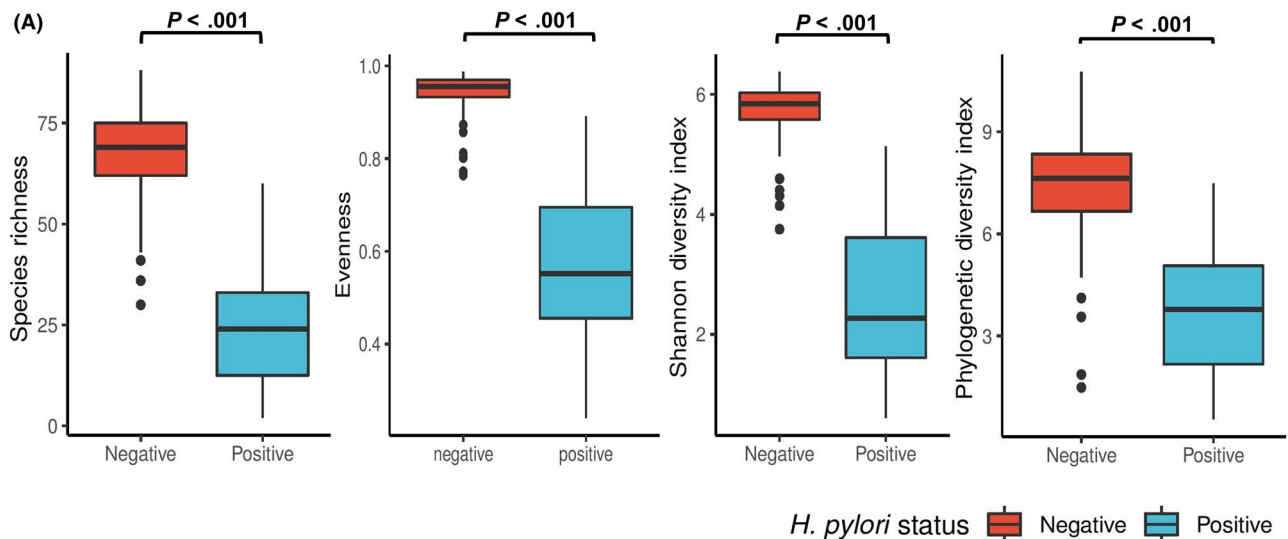 (A)
P < .001
P < .001
P < .001
P < .001
Species richness
75
50
25
0
Negative Positive
Evenness
1.0
0.8
0.6
0.4
negative positive
Shannon diversity index
6
4
2
Negative Positive
Phylogenetic diversity index
9
6
3
Negative Positive
H. pylori status Negative Positive